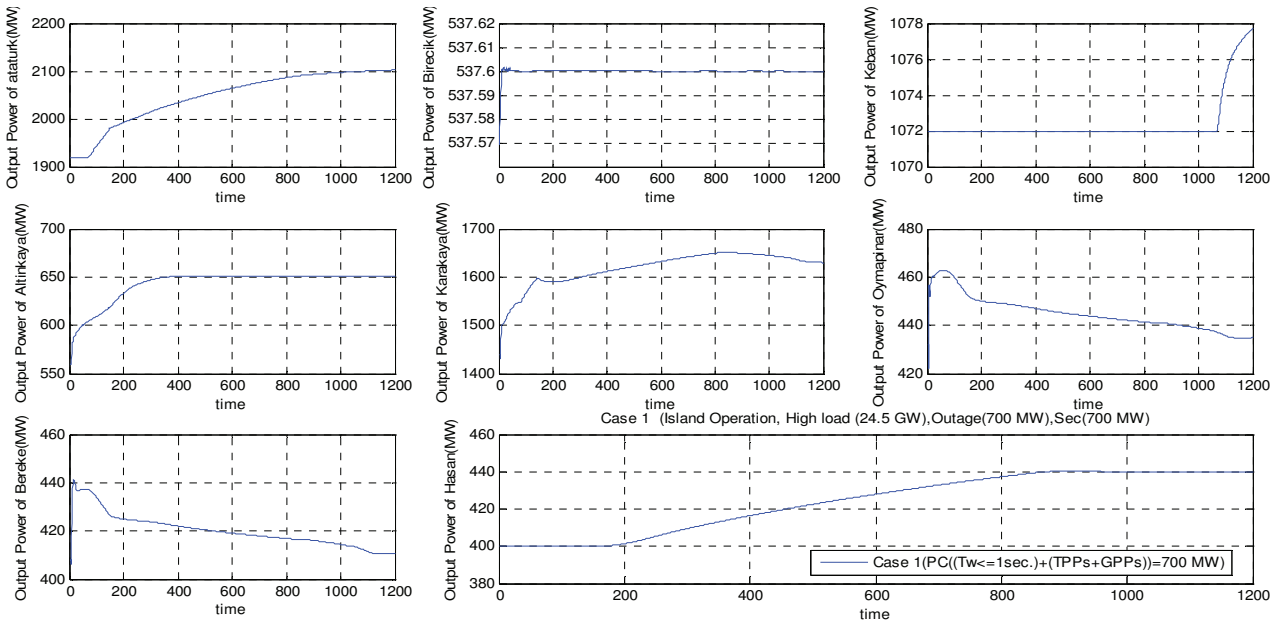 Output Power of ataturk(MW)
2200
2100
2000
1900
0 200 400 600 800 1000 1200
time
Output Power of Birecik(MW)
537.62
537.61
537.6
537.59
537.58
537.57
0 200 400 600 800 1000 1200
time
Output Power of Keban(MW)
1078
1076
1074
1072
1070
0 200 400 600 800 1000 1200
time
Output Power of Altinkaya(MW)
700
650
600
550
0 200 400 600 800 1000 1200
time
Output Power of Karakaya(MW)
1700
1600
1500
1400
0 200 400 600 800 1000 1200
time
Output Power of Oymapinar(MW)
480
460
440
420
0 200 400 600 800 1000 1200
time
Output Power of Bereke(MW)
460
440
420
400
0 200 400 600 800 1000 1200
time
Case 1 (Island Operation, High load (24.5 GW),Outage(700 MW),Sec(700 MW)
Output Power of Hasan(MW)
460
440
420
400
380
0 200 400 600 800 1000 1200
time
Case 1(PC((Tw<=1sec.)+(TPPs+GPPs))=700 MW)